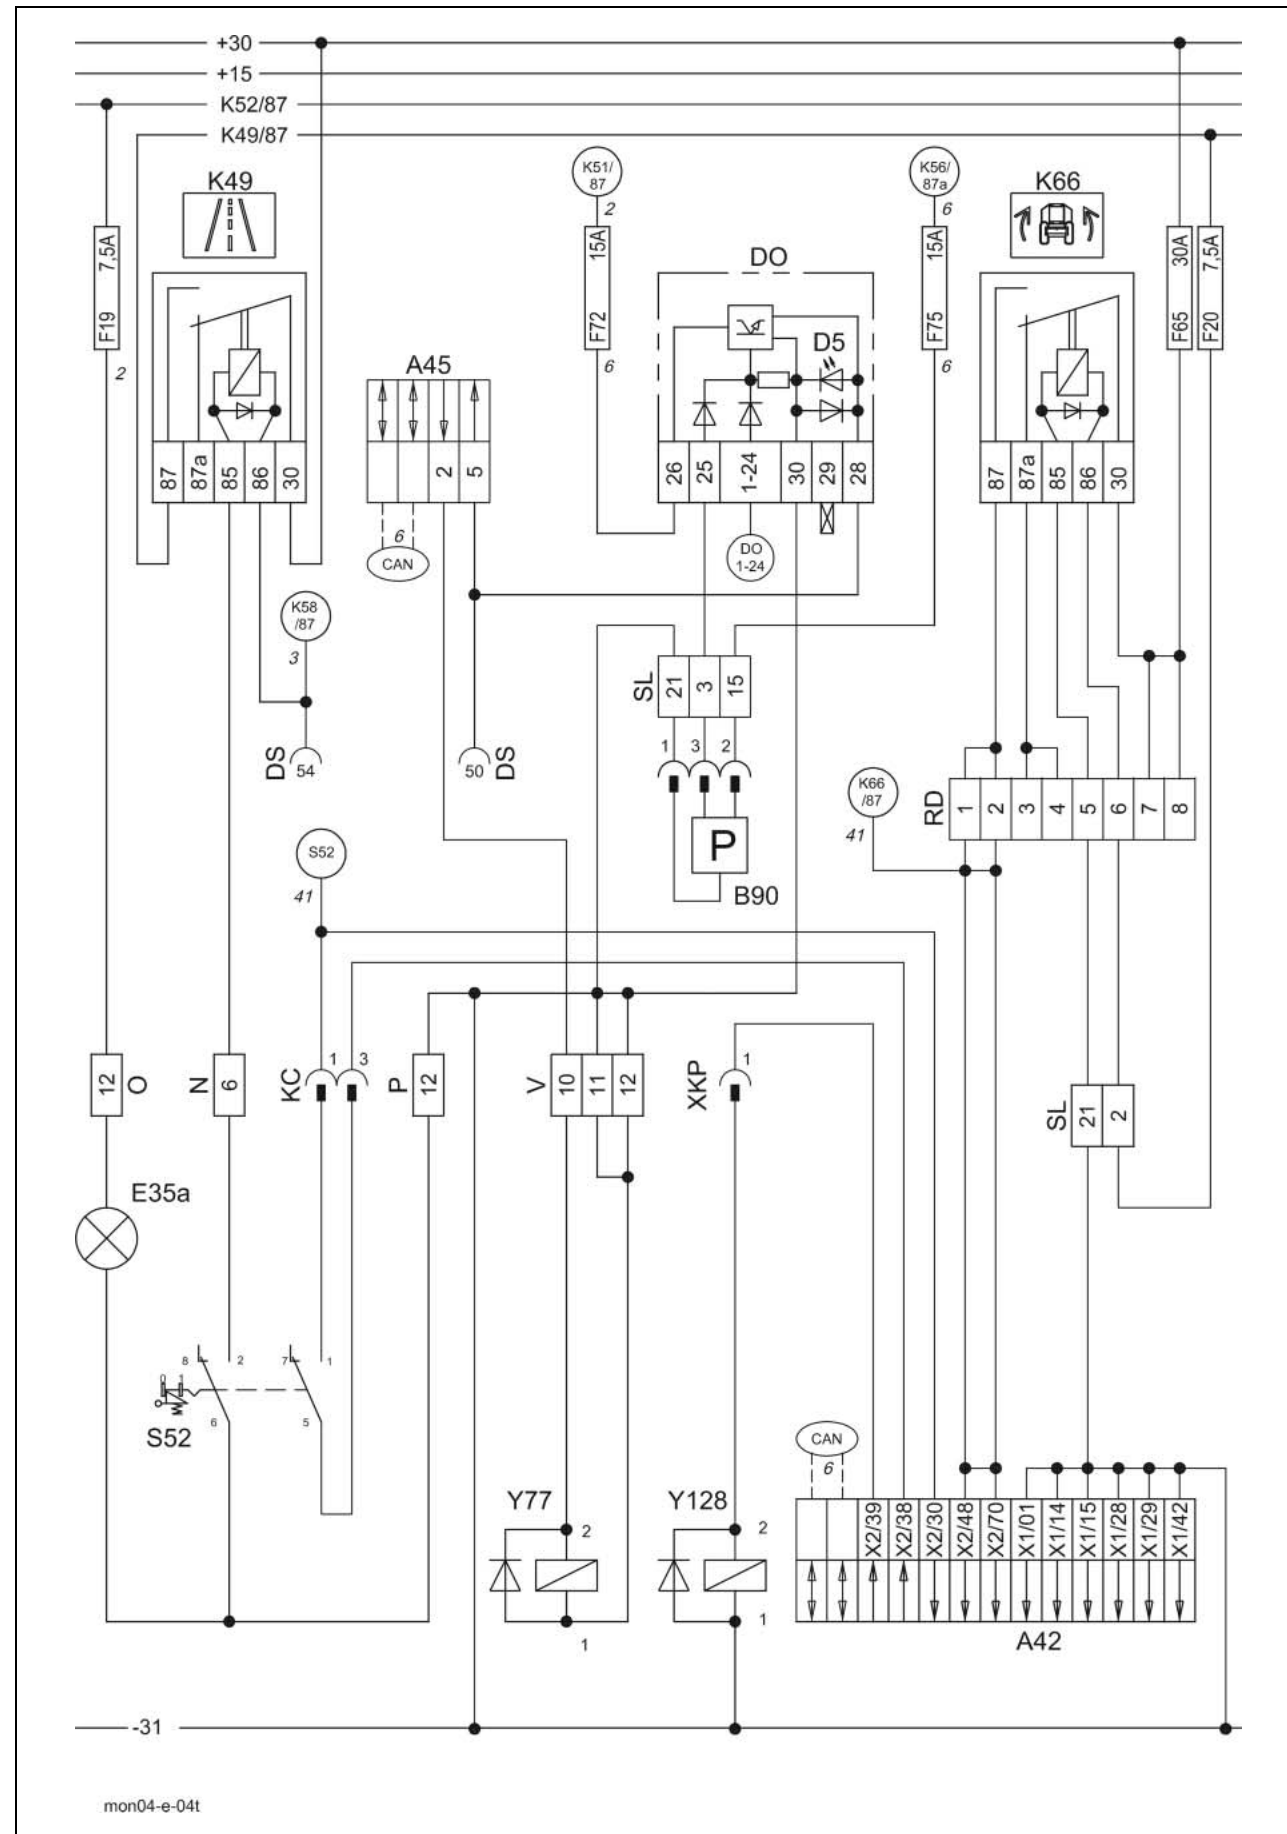 +30
+15
K52/87
K49/87
K49
K51/
87
2
K56/
87a
6
K66
F19 7,5A
2
F72 15A
6
DO
D5
F75 15A
6
F65 30A
F20 7,5A
A45
87 87a 85 86 30
2 5
26 25 1-24 30 29 28
87 87a 85 86 30
6
CAN
DO
1-24
K58
/87
3
SL 21 3 15
DS 54
50 DS
1 3 2
K66
/87
41
RD 1 2 3 4 5 6 7 8
S52
41
P
B90
12 O
N 6
KC 1 3
P 12
V 10 11 12
XKP 1
SL 21 2
E35a
8 2 7 1
0 1
6 5
S52
CAN
6
Y77
2
1
Y128
2
1
X2/39 X2/38 X2/30 X2/48 X2/70 X1/01 X1/14 X1/15 X1/28 X1/29 X1/42
A42
-31
mon04-e-04t